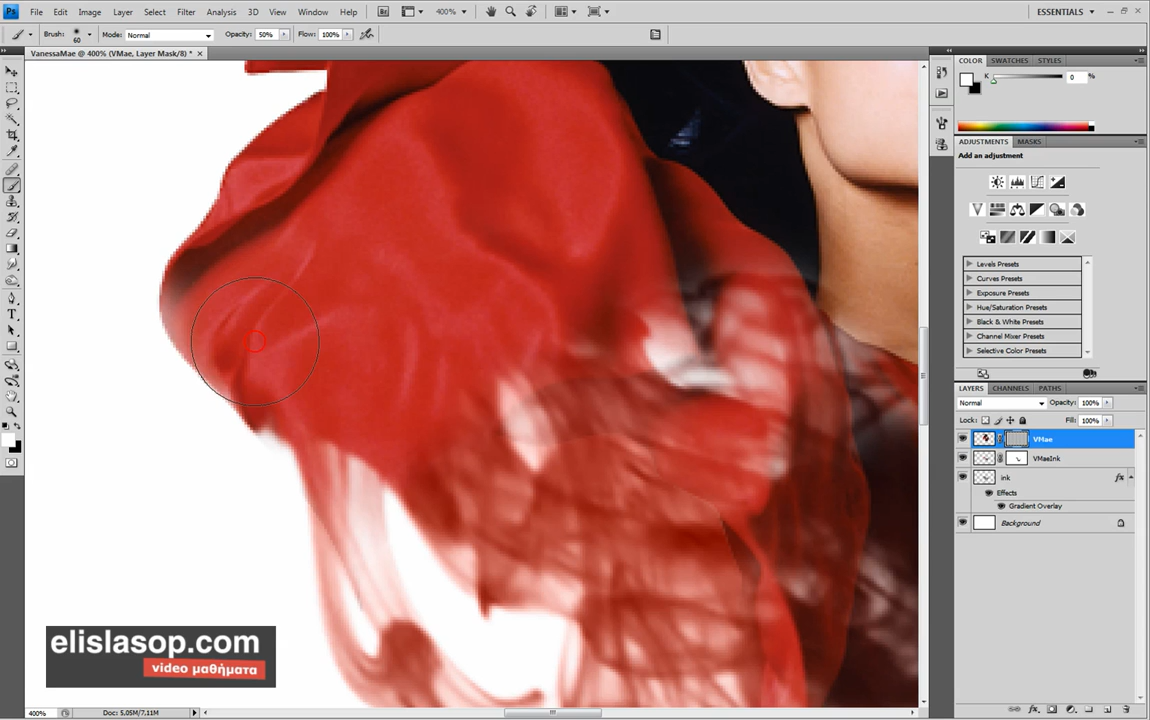 Ps File Edit Image Layer Select Filter Analysis 3D View Window Help Br 400% ESSENTIALS
Brush: 60 Mode: Normal Opacity: 50% Flow: 100%
VanessaMae @ 400% (VMae, Layer Mask/8) *
COLOR SWATCHES STYLES
K 0 %
ADJUSTMENTS MASKS
Add an adjustment
Levels Presets
Curves Presets
Exposure Presets
Hue/Saturation Presets
Black & White Presets
Channel Mixer Presets
Selective Color Presets
LAYERS CHANNELS PATHS
Normal Opacity: 100%
Lock: Fill: 100%
VMae
VMaeInk
ink fx
Effects
Gradient Overlay
Background
elislasop.com
video μαθήματα
400% Doc: 5.05M/7.11M